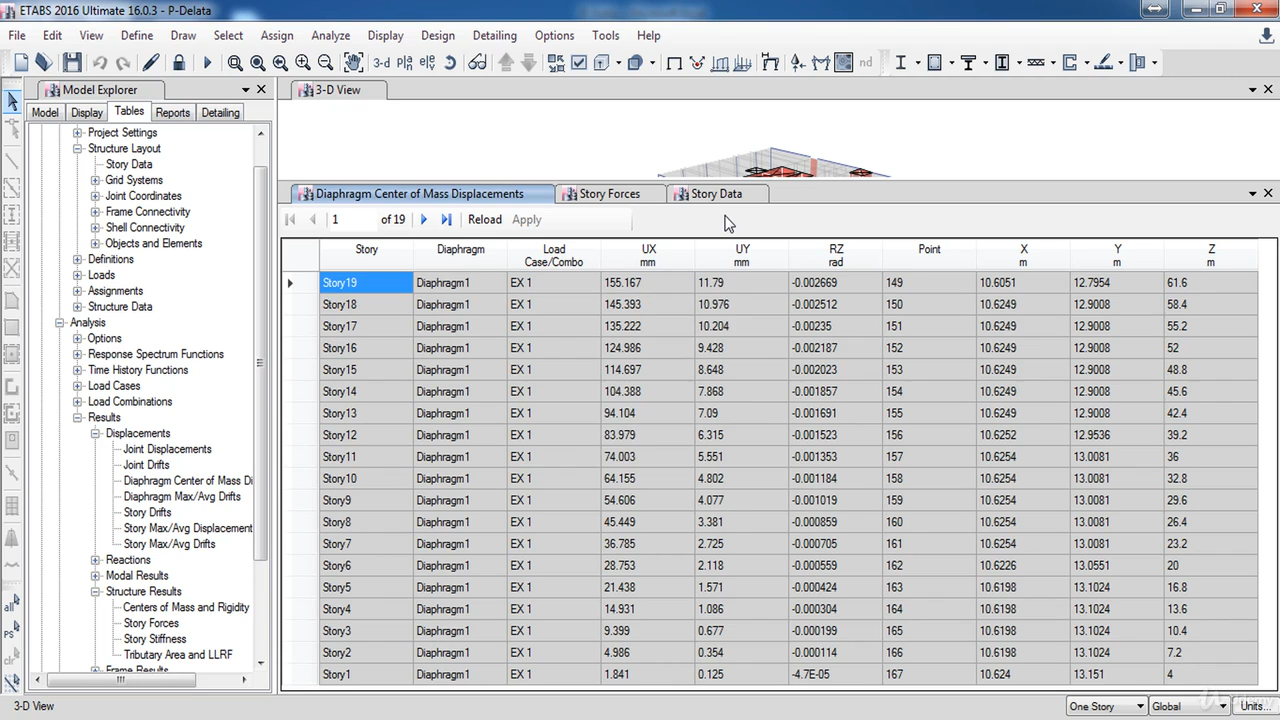 ETABS 2016 Ultimate 16.0.3 - P-Delata
File Edit View Define Draw Select Assign Analyze Display Design Detailing Options Tools Help
3-d nd
Model Explorer
Model Display Tables Reports Detailing
Project Settings
Structure Layout
Story Data
Grid Systems
Joint Coordinates
Frame Connectivity
Shell Connectivity
Objects and Elements
Definitions
Loads
Assignments
Structure Data
Analysis
Options
Response Spectrum Functions
Time History Functions
Load Cases
Load Combinations
Results
Displacements
Joint Displacements
Joint Drifts
Diaphragm Center of Mass Di
Diaphragm Max/Avg Drifts
Story Drifts
Story Max/Avg Displacement
Story Max/Avg Drifts
Reactions
Modal Results
Structure Results
Centers of Mass and Rigidity
Story Forces
Story Stiffness
Tributary Area and LLRF
Frame Results
all
PS
clr
3-D View
Diaphragm Center of Mass Displacements Story Forces Story Data
1 of 19 Reload Apply
Story Diaphragm Load Case/Combo UX mm UY mm RZ rad Point X m Y m Z m
Story19 Diaphragm1 EX 1 155.167 11.79 -0.002669 149 10.6051 12.7954 61.6
Story18 Diaphragm1 EX 1 145.393 10.976 -0.002512 150 10.6249 12.9008 58.4
Story17 Diaphragm1 EX 1 135.222 10.204 -0.00235 151 10.6249 12.9008 55.2
Story16 Diaphragm1 EX 1 124.986 9.428 -0.002187 152 10.6249 12.9008 52
Story15 Diaphragm1 EX 1 114.697 8.648 -0.002023 153 10.6249 12.9008 48.8
Story14 Diaphragm1 EX 1 104.388 7.868 -0.001857 154 10.6249 12.9008 45.6
Story13 Diaphragm1 EX 1 94.104 7.09 -0.001691 155 10.6249 12.9008 42.4
Story12 Diaphragm1 EX 1 83.979 6.315 -0.001523 156 10.6252 12.9536 39.2
Story11 Diaphragm1 EX 1 74.003 5.551 -0.001353 157 10.6254 13.0081 36
Story10 Diaphragm1 EX 1 64.155 4.802 -0.001184 158 10.6254 13.0081 32.8
Story9 Diaphragm1 EX 1 54.606 4.077 -0.001019 159 10.6254 13.0081 29.6
Story8 Diaphragm1 EX 1 45.449 3.381 -0.000859 160 10.6254 13.0081 26.4
Story7 Diaphragm1 EX 1 36.785 2.725 -0.000705 161 10.6254 13.0081 23.2
Story6 Diaphragm1 EX 1 28.753 2.118 -0.000559 162 10.6226 13.0551 20
Story5 Diaphragm1 EX 1 21.438 1.571 -0.000424 163 10.6198 13.1024 16.8
Story4 Diaphragm1 EX 1 14.931 1.086 -0.000304 164 10.6198 13.1024 13.6
Story3 Diaphragm1 EX 1 9.399 0.677 -0.000199 165 10.6198 13.1024 10.4
Story2 Diaphragm1 EX 1 4.986 0.354 -0.000114 166 10.6198 13.1024 7.2
Story1 Diaphragm1 EX 1 1.841 0.125 -4.7E-05 167 10.624 13.151 4
3-D View One Story Global Units...